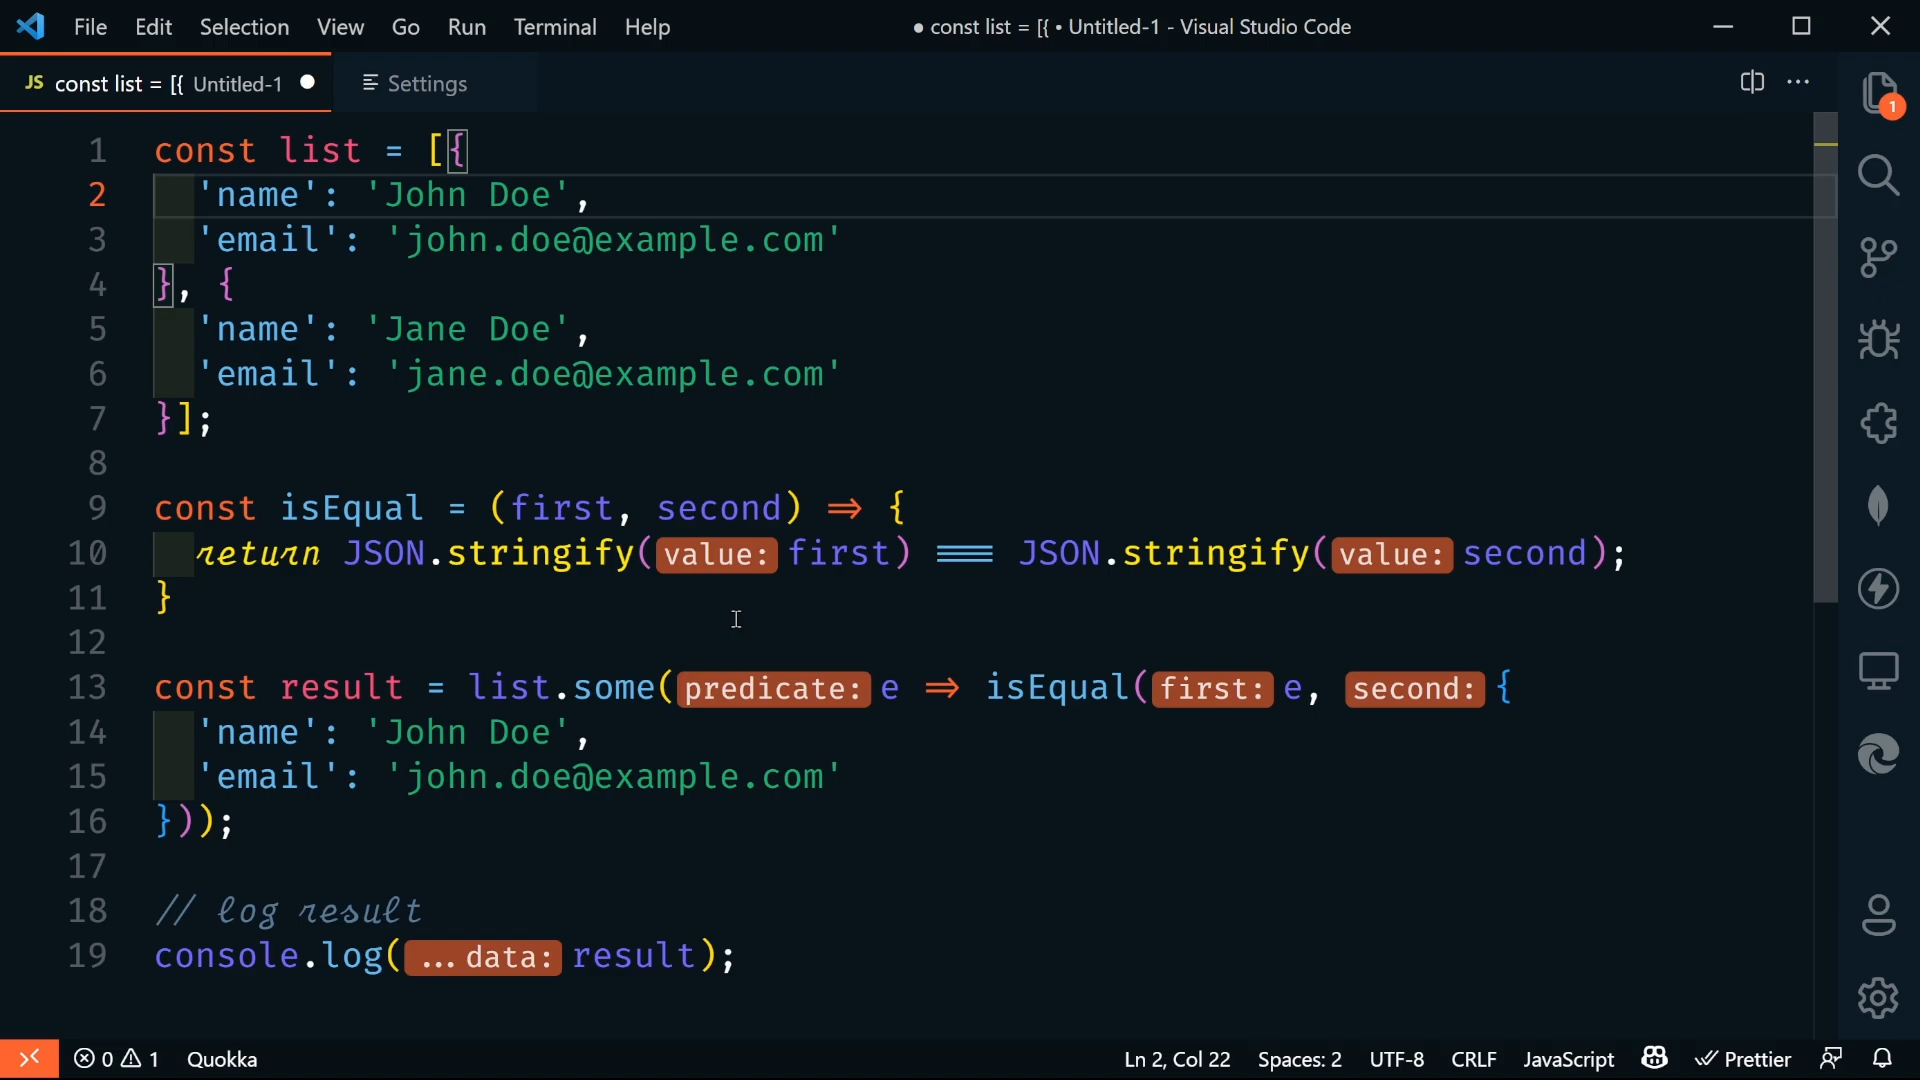 File Edit Selection View Go Run Terminal Help ● const list = [{ • Untitled-1 - Visual Studio Code
JS const list = [{ Untitled-1 ● Settings
1
1 const list = [{
2 'name': 'John Doe',
3 'email': 'john.doe@example.com'
4 }, {
5 'name': 'Jane Doe',
6 'email': 'jane.doe@example.com'
7 }];
8
9 const isEqual = (first, second) => {
10 return JSON.stringify(value: first) === JSON.stringify(value: second);
11 }
12
13 const result = list.some(predicate: e => isEqual(first: e, second: {
14 'name': 'John Doe',
15 'email': 'john.doe@example.com'
16 }));
17
18 // log result
19 console.log(...data: result);
0 1 Quokka Ln 2, Col 22 Spaces: 2 UTF-8 CRLF JavaScript Prettier